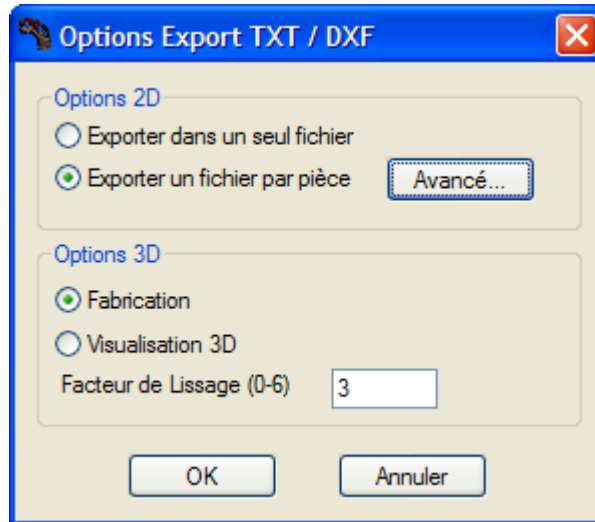 Options Export TXT / DXF
Options 2D
Exporter dans un seul fichier
Exporter un fichier par pièce
Avancé...
Options 3D
Fabrication
Visualisation 3D
Facteur de Lissage (0-6) 3
OK Annuler